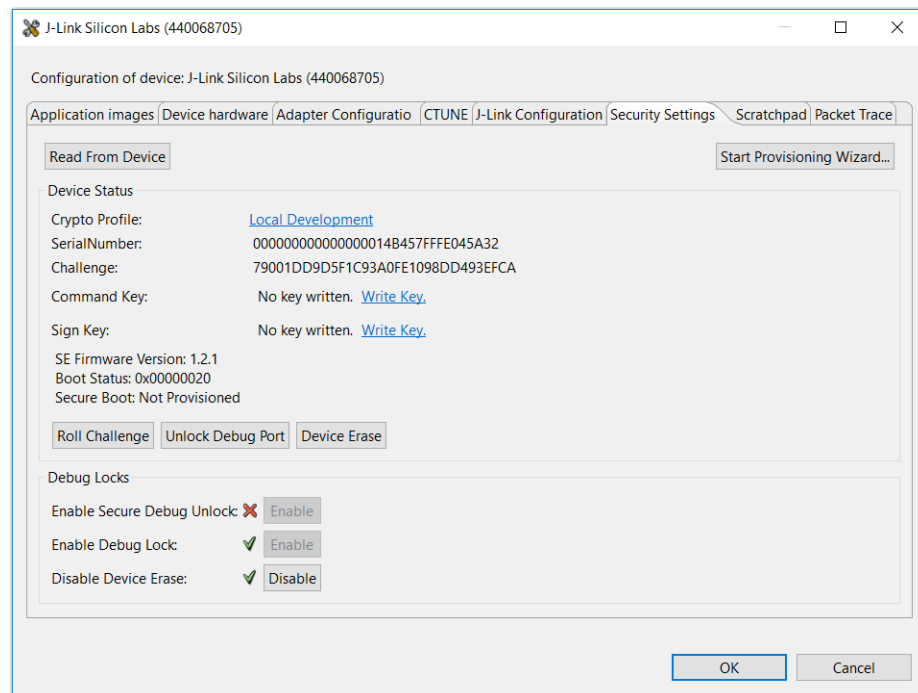 J-Link Silicon Labs (440068705)
Configuration of device: J-Link Silicon Labs (440068705)
Application images Device hardware Adapter Configuratio CTUNE J-Link Configuration Security Settings Scratchpad Packet Trace
Read From Device Start Provisioning Wizard...
Device Status
Crypto Profile: Local Development
SerialNumber: 000000000000000014B457FFFE045A32
Challenge: 79001DD9D5F1C93A0FE1098DD493EFCA
Command Key: No key written. Write Key.
Sign Key: No key written. Write Key.
SE Firmware Version: 1.2.1
Boot Status: 0x00000020
Secure Boot: Not Provisioned
Roll Challenge Unlock Debug Port Device Erase
Debug Locks
Enable Secure Debug Unlock: Enable
Enable Debug Lock: Enable
Disable Device Erase: Disable
OK Cancel